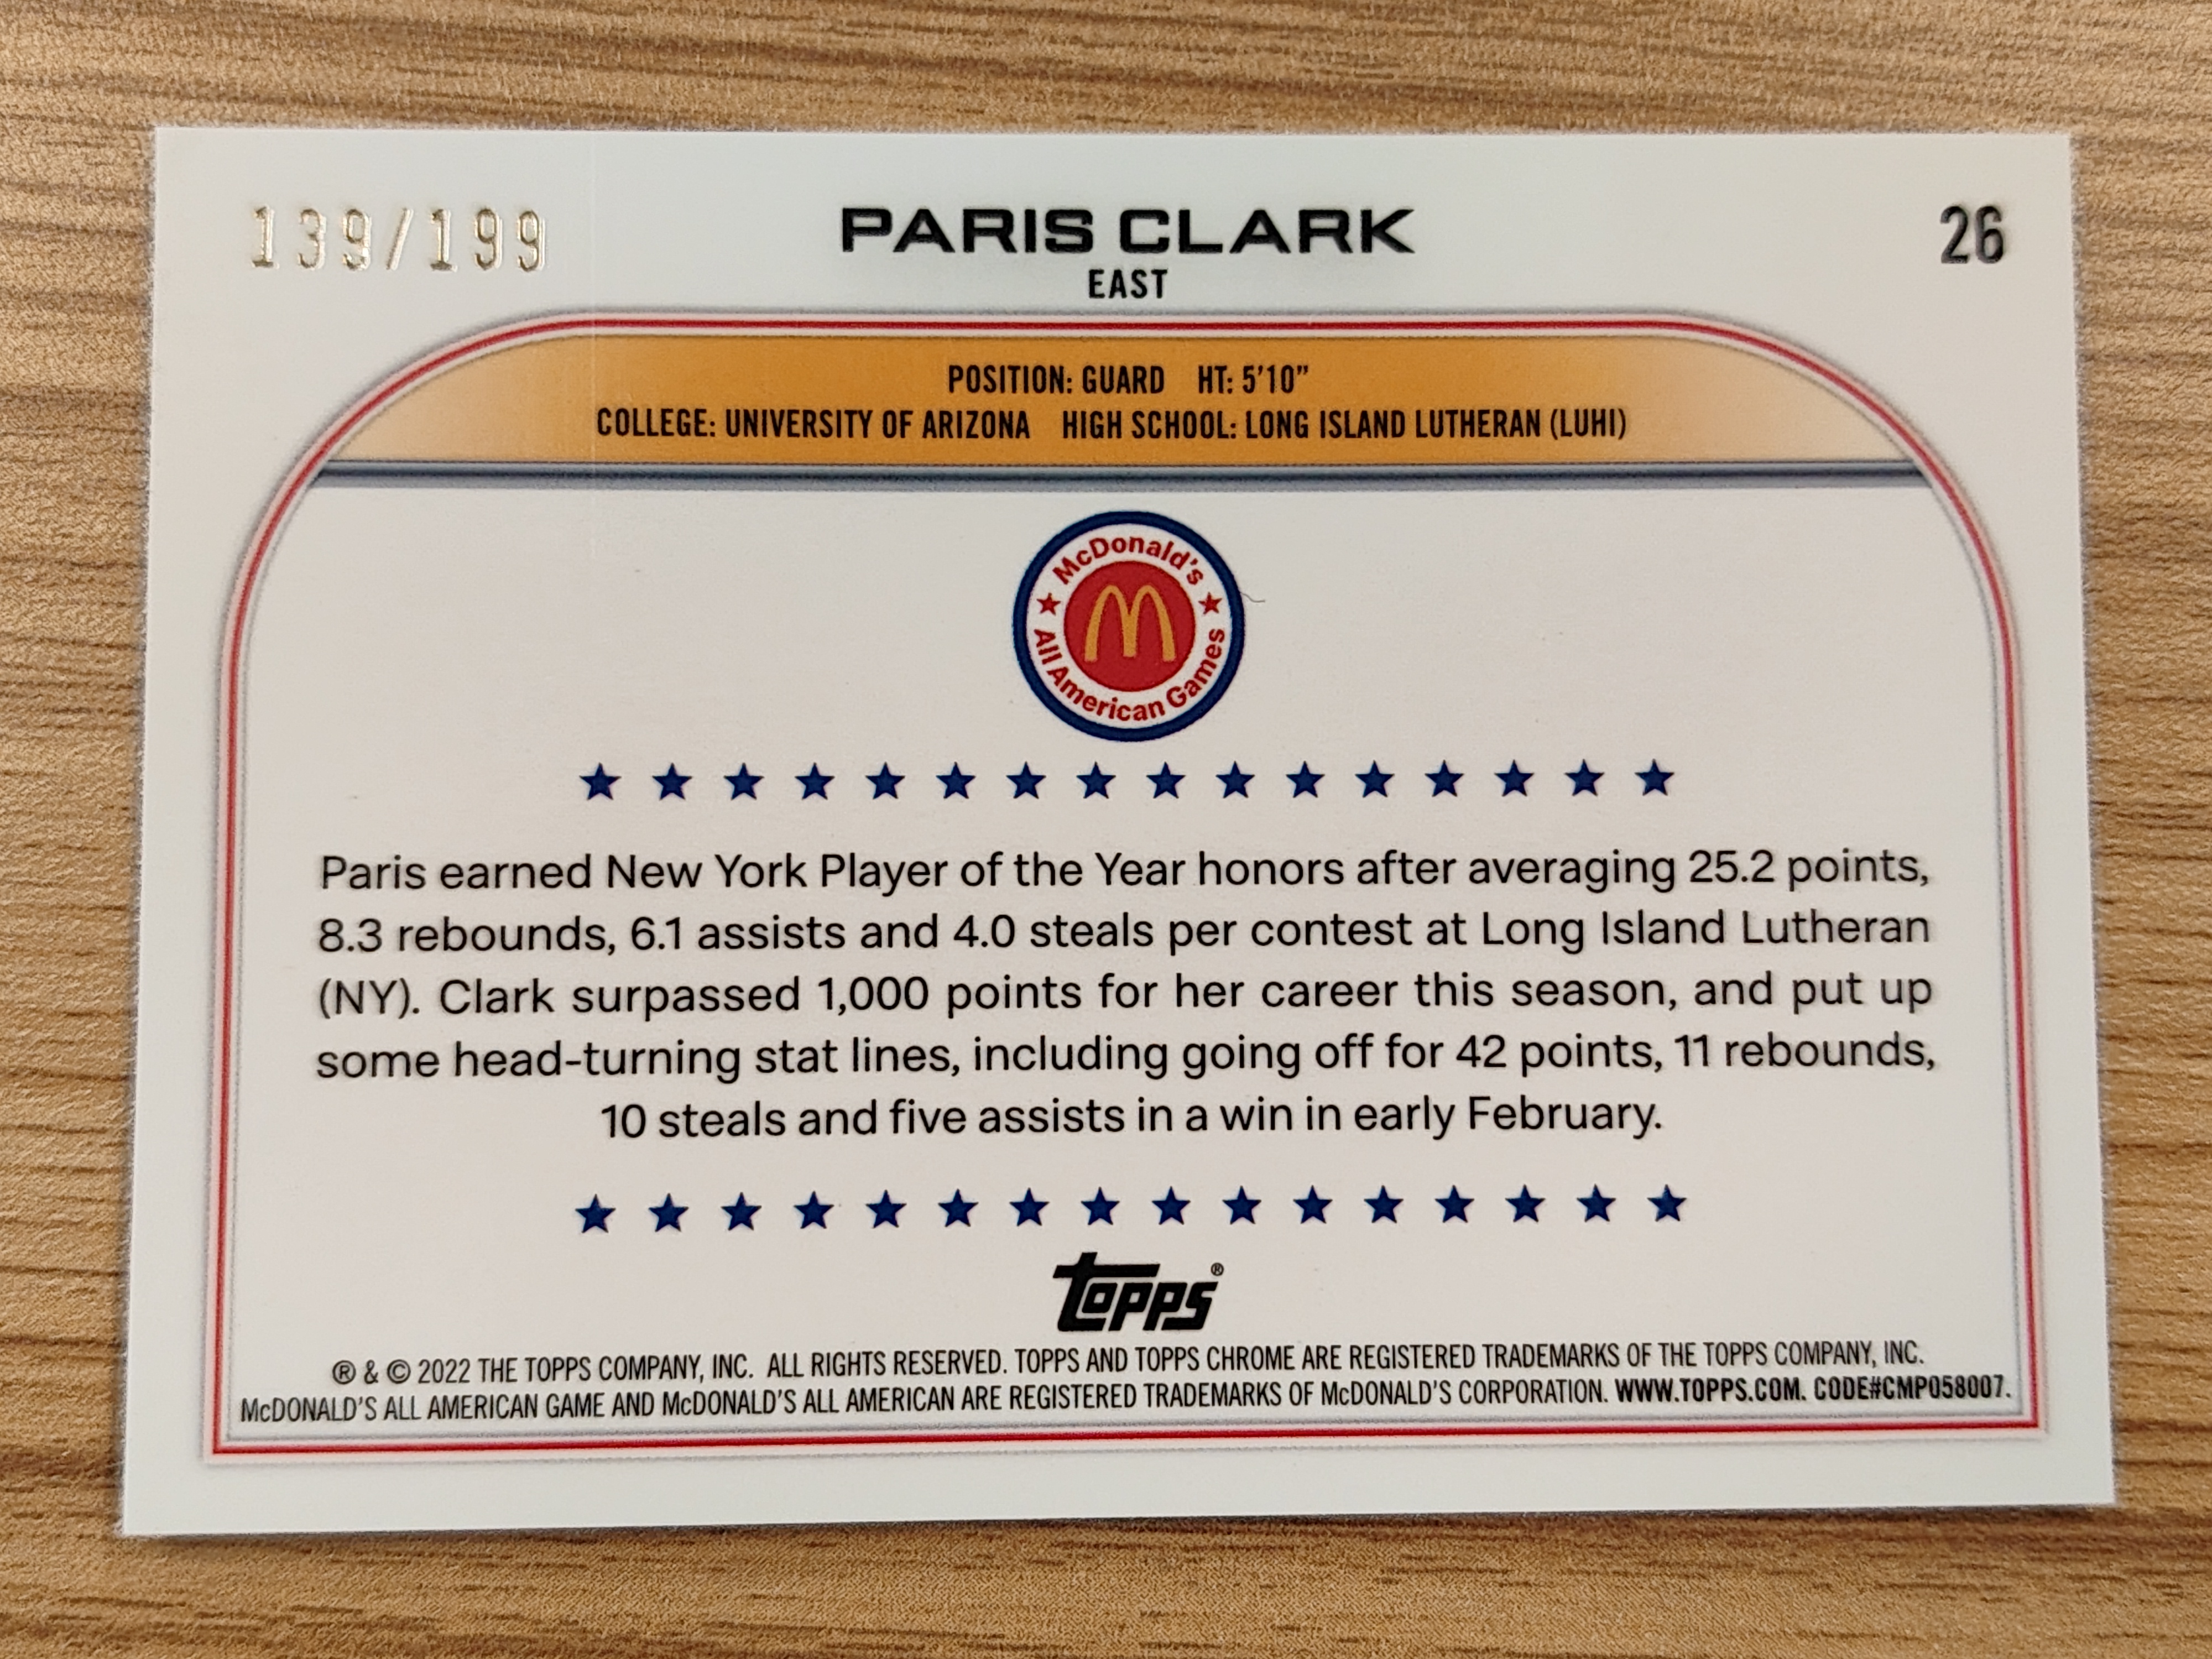 139/199
PARIS CLARK
26
EAST
POSITION: GUARD HT: 5'10"
COLLEGE: UNIVERSITY OF ARIZONA HIGH SCHOOL: LONG ISLAND LUTHERAN (LUHI)
McDonald's
All American Games
Paris earned New York Player of the Year honors after averaging 25.2 points,
8.3 rebounds, 6.1 assists and 4.0 steals per contest at Long Island Lutheran
(NY). Clark surpassed 1,000 points for her career this season, and put up
some head-turning stat lines, including going off for 42 points, 11 rebounds,
10 steals and five assists in a win in early February.
topps®
® & © 2022 THE TOPPS COMPANY, INC. ALL RIGHTS RESERVED. TOPPS AND TOPPS CHROME ARE REGISTERED TRADEMARKS OF THE TOPPS COMPANY, INC.
McDONALD'S ALL AMERICAN GAME AND McDONALD'S ALL AMERICAN ARE REGISTERED TRADEMARKS OF McDONALD'S CORPORATION. WWW.TOPPS.COM. CODE#CMP058007.